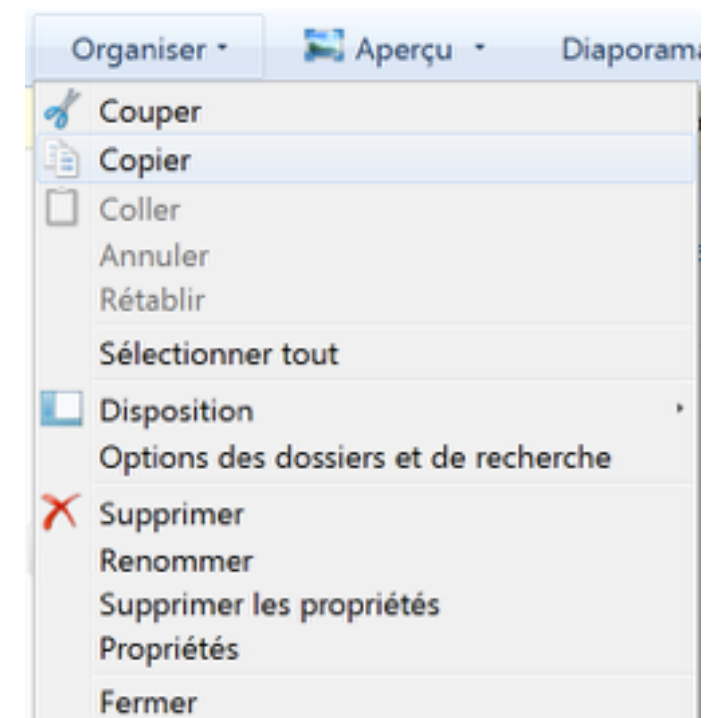 Organiser Aperçu
Couper
Copier
Coller
Annuler
Rétablir
Sélectionner tout
Disposition
Options des dossiers et de recherche
Supprimer
Renommer
Supprimer les propriétés
Propriétés
Fermer